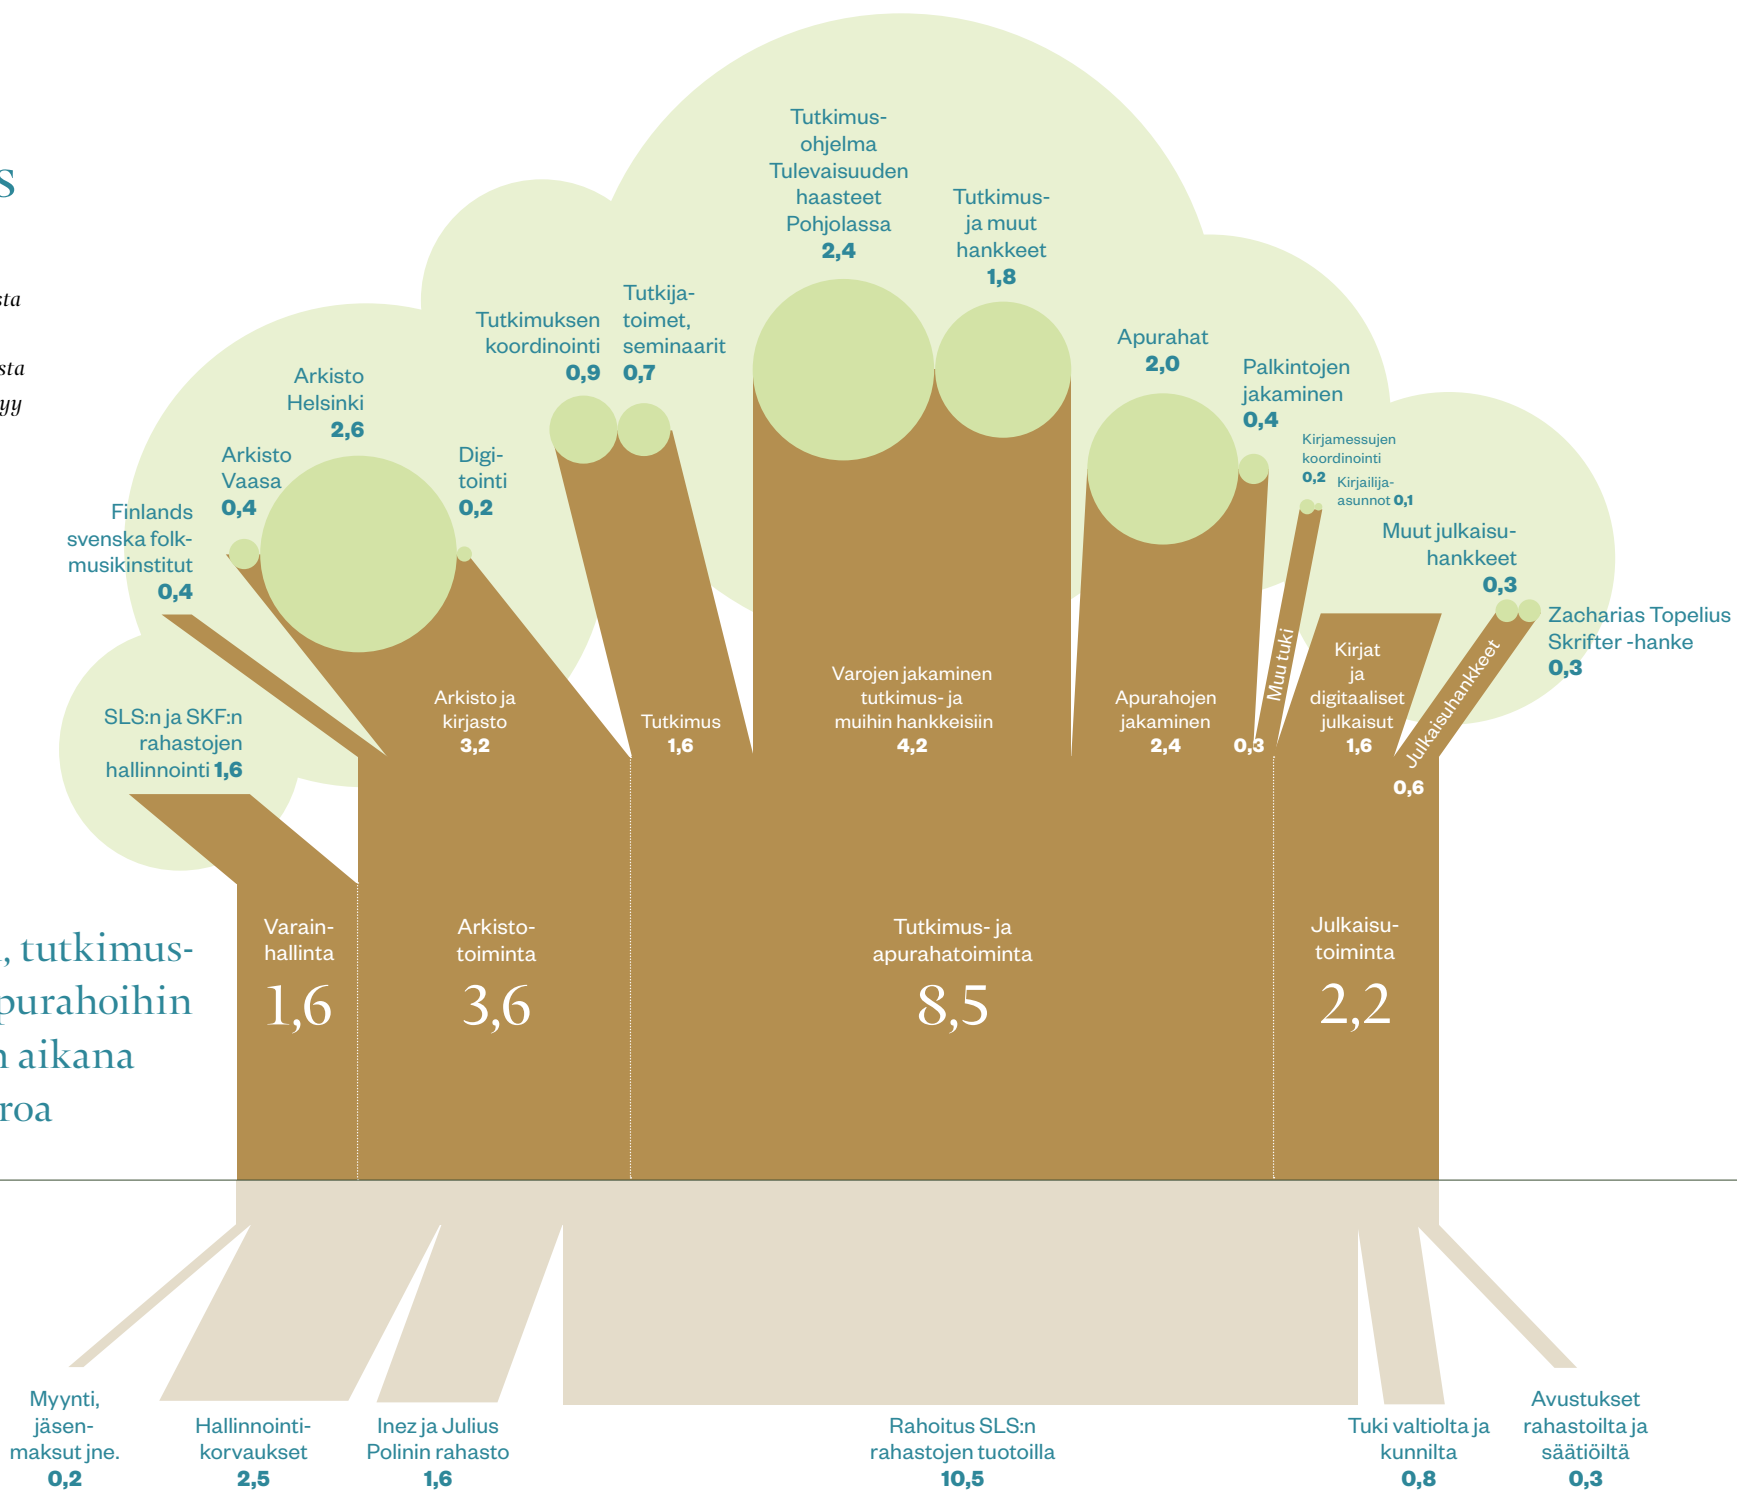 s
sta
sta
yy
Tutkimus-
ohjelma
Tulevaisuuden
haasteet
Pohjolassa
2,4
Tutkimus-
ja muut
hankkeet
1,8
Tutkimuksen
koordinointi
0,9
Tutkija-
toimet,
seminaarit
0,7
Apurahat
2,0
Palkintojen
jakaminen
0,4
Arkisto
Helsinki
2,6
Arkisto
Vaasa
0,4
Digi-
tointi
0,2
Kirjamessujen
koordinointi
0,2
Kirjailija-
asunnot 0,1
Finlands
svenska folk-
musikinstitut
0,4
Muut julkaisu-
hankkeet
0,3
Zacharias Topelius
Skrifter -hanke
0,3
SLS:n ja SKF:n
rahastojen
hallinnointi 1,6
Arkisto ja
kirjasto
3,2
Tutkimus
1,6
Varojen jakaminen
tutkimus- ja
muihin hankkeisiin
4,2
Apurahojen
jakaminen
2,4
Muu tuki
0,3
Kirjat
ja
digitaaliset
julkaisut
1,6
Julkaisuhankkeet
0,6
Varain-
hallinta
1,6
Arkisto-
toiminta
3,6
Tutkimus- ja
apurahatoiminta
8,5
Julkaisu-
toiminta
2,2
, tutkimus-
purahoihin
n aikana
roa
Myynti,
jäsen-
maksut jne.
0,2
Hallinnointi-
korvaukset
2,5
Inez ja Julius
Polinin rahasto
1,6
Rahoitus SLS:n
rahastojen tuotoilla
10,5
Tuki valtiolta ja
kunnilta
0,8
Avustukset
rahastoilta ja
säätiöiltä
0,3